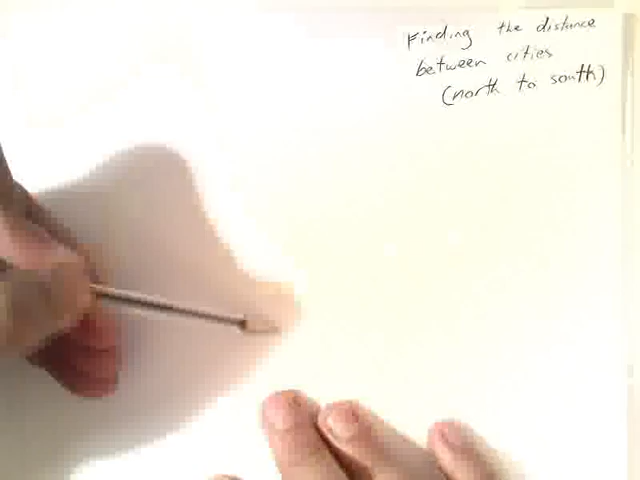 Finding the distance
between cities
(north to south)